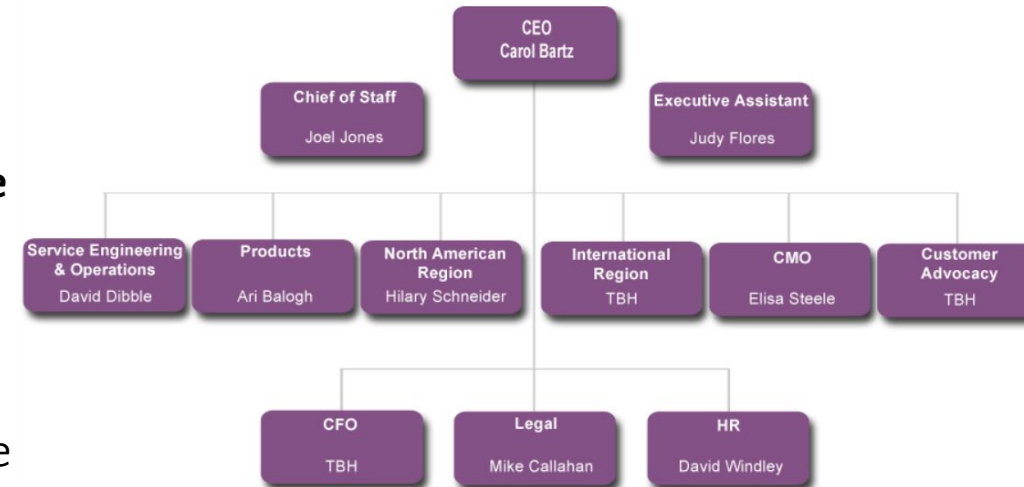 CEO
Carol Bartz
Chief of Staff
Joel Jones
Executive Assistant
Judy Flores
e
Service Engineering
& Operations
David Dibble
Products
Ari Balogh
North American
Region
Hilary Schneider
International
Region
TBH
CMO
Elisa Steele
Customer
Advocacy
TBH
CFO
TBH
Legal
Mike Callahan
HR
David Windley
e